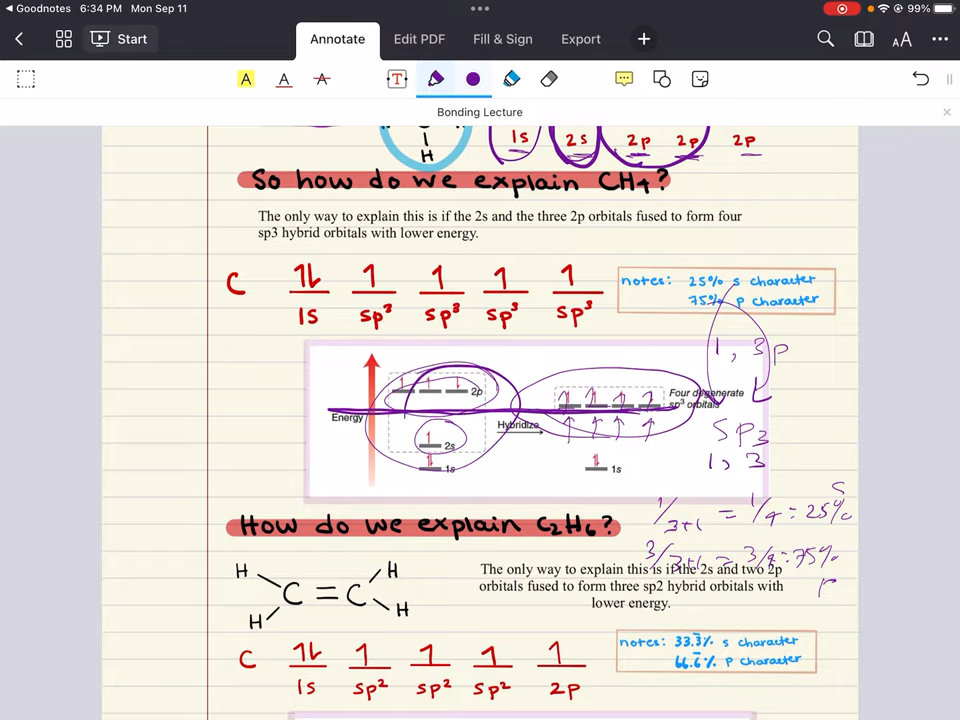 Goodnotes 6:34 PM Mon Sep 11 99%
Start Annotate Edit PDF Fill & Sign Export
A A A T
Bonding Lecture
H
1s 2s 2p 2p 2p
So how do we explain CH4?
The only way to explain this is if the 2s and the three 2p orbitals fused to form four
sp3 hybrid orbitals with lower energy.
C 1s sp³ sp³ sp³ sp³
notes: 25% s character
75% p character
1, 3 p
2p
Four degenerate
sp³ orbitals
Energy
Hybridize
2s
1s
1s
SP3
1, 3
1/3+1 = 1/4 = 25% s
3/3+1 = 3/4 = 75% p
How do we explain C2H6?
H H
C = C
H H
The only way to explain this is if the 2s and two 2p
orbitals fused to form three sp2 hybrid orbitals with
lower energy.
notes: 33.3̅% s character
66.6̅% p character
C 1s sp² sp² sp² 2p